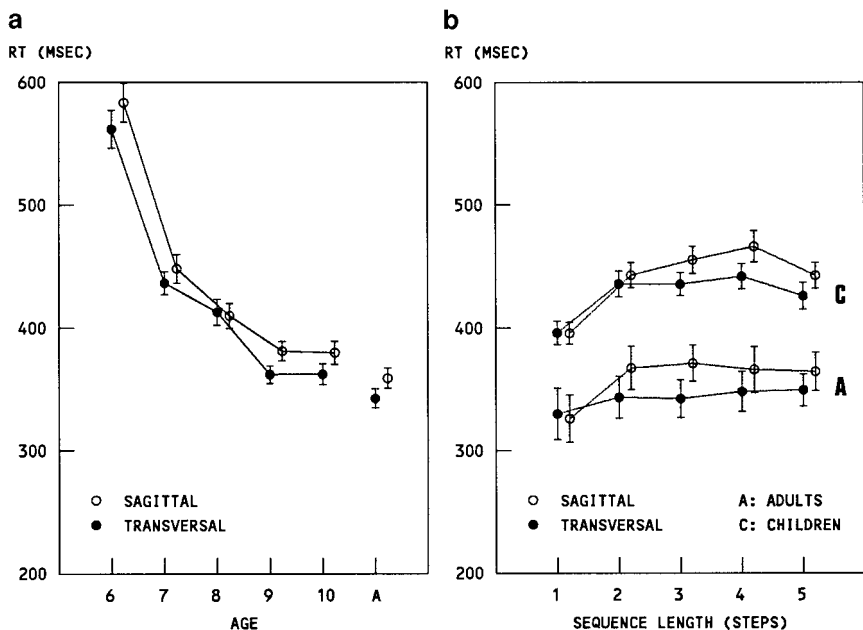 a
RT (MSEC)
600
500
400
300
200
○ SAGITTAL
● TRANSVERSAL
6 7 8 9 10 A
AGE
b
RT (MSEC)
600
500
400
300
200
C
A
○ SAGITTAL A: ADULTS
● TRANSVERSAL C: CHILDREN
1 2 3 4 5
SEQUENCE LENGTH (STEPS)